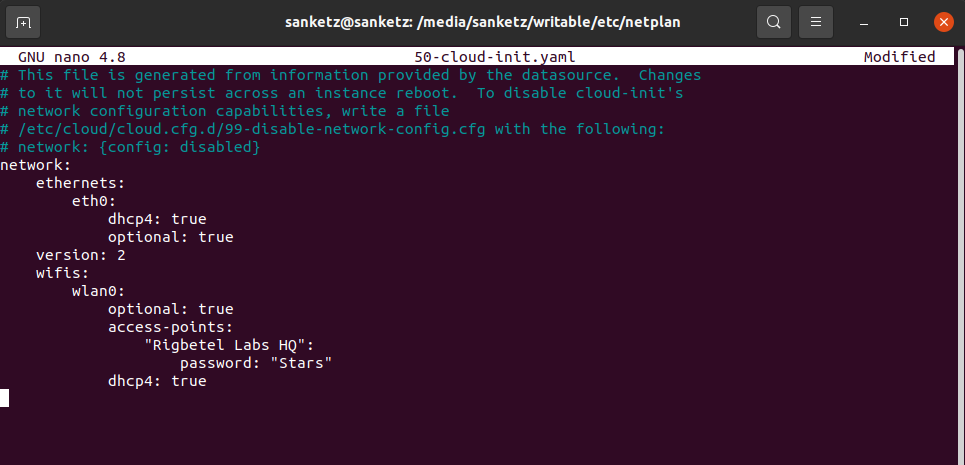 sanketz@sanketz: /media/sanketz/writable/etc/netplan
GNU nano 4.8 50-cloud-init.yaml Modified
# This file is generated from information provided by the datasource.  Changes
# to it will not persist across an instance reboot.  To disable cloud-init's
# network configuration capabilities, write a file
# /etc/cloud/cloud.cfg.d/99-disable-network-config.cfg with the following:
# network: {config: disabled}
network:
    ethernets:
        eth0:
            dhcp4: true
            optional: true
    version: 2
    wifis:
        wlan0:
            optional: true
            access-points:
                "Rigbetel Labs HQ":
                    password: "Stars"
            dhcp4: true